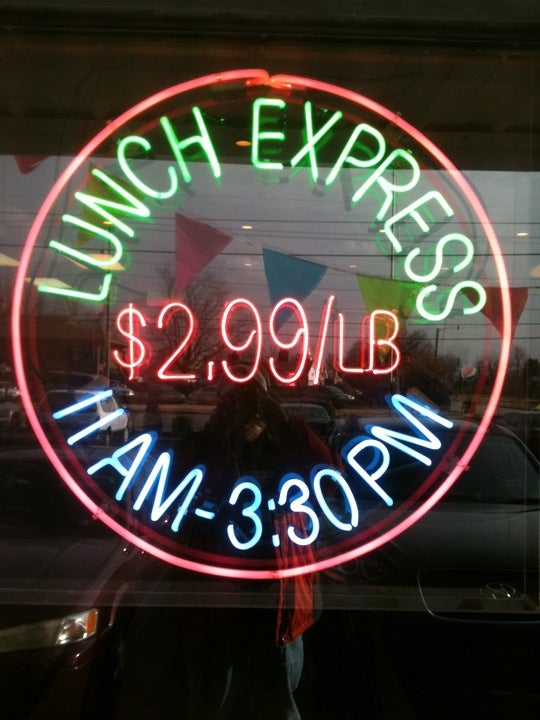 LUNCH EXPRESS
$2.99/LB
11AM-3:30PM